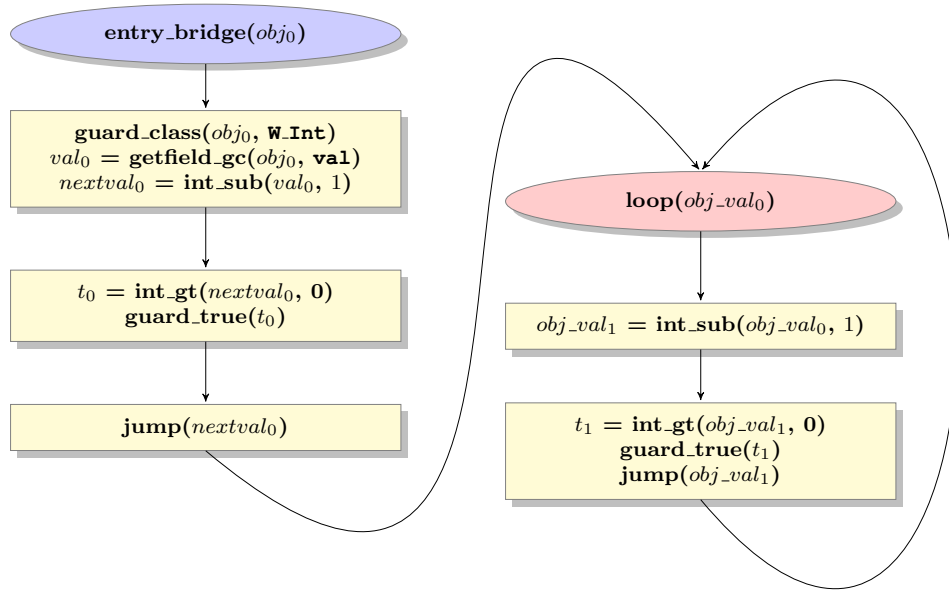 entry_bridge(obj₀)
guard_class(obj₀, W_Int)
val₀ = getfield_gc(obj₀, val)
nextval₀ = int_sub(val₀, 1)
t₀ = int_gt(nextval₀, 0)
guard_true(t₀)
jump(nextval₀)
loop(obj_val₀)
obj_val₁ = int_sub(obj_val₀, 1)
t₁ = int_gt(obj_val₁, 0)
guard_true(t₁)
jump(obj_val₁)